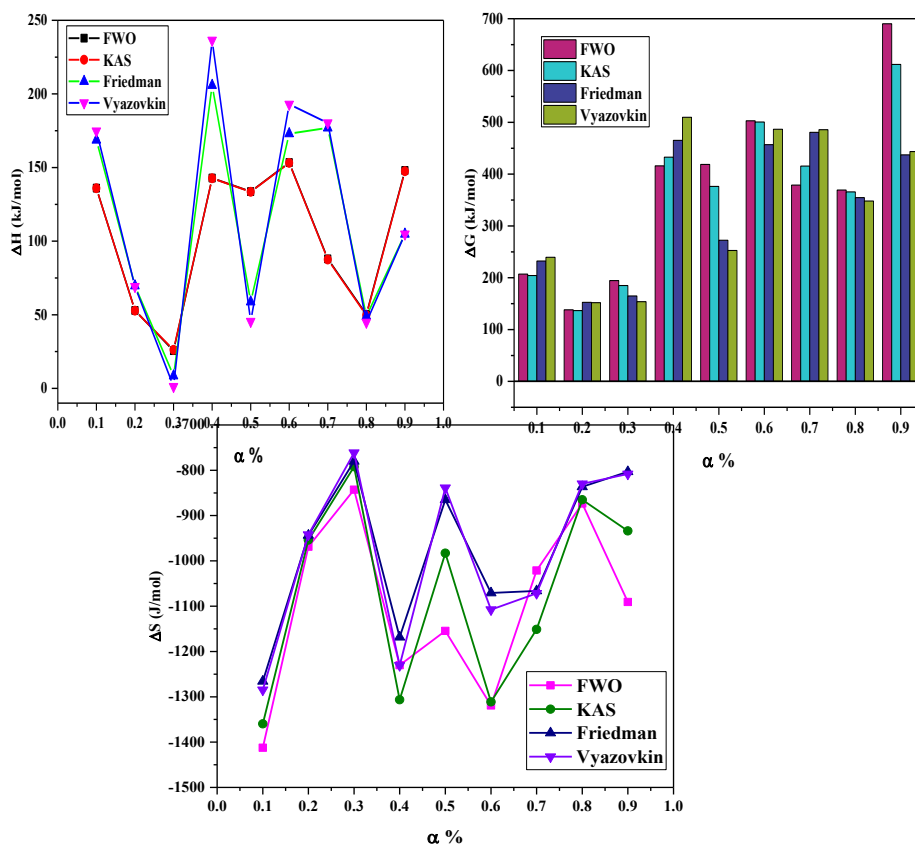 250
200
150
100
50
0
ΔH (kJ/mol)
FWO
KAS
Friedman
Vyazovkin
0.0 0.1 0.2 0.3 0.4 0.5 0.6 0.7 0.8 0.9 1.0
α %
700
600
500
400
300
200
100
0
ΔG (kJ/mol)
FWO
KAS
Friedman
Vyazovkin
0.1 0.2 0.3 0.4 0.5 0.6 0.7 0.8 0.9
α %
-700
-800
-900
-1000
-1100
-1200
-1300
-1400
-1500
ΔS (J/mol)
FWO
KAS
Friedman
Vyazovkin
0.0 0.1 0.2 0.3 0.4 0.5 0.6 0.7 0.8 0.9 1.0
α %